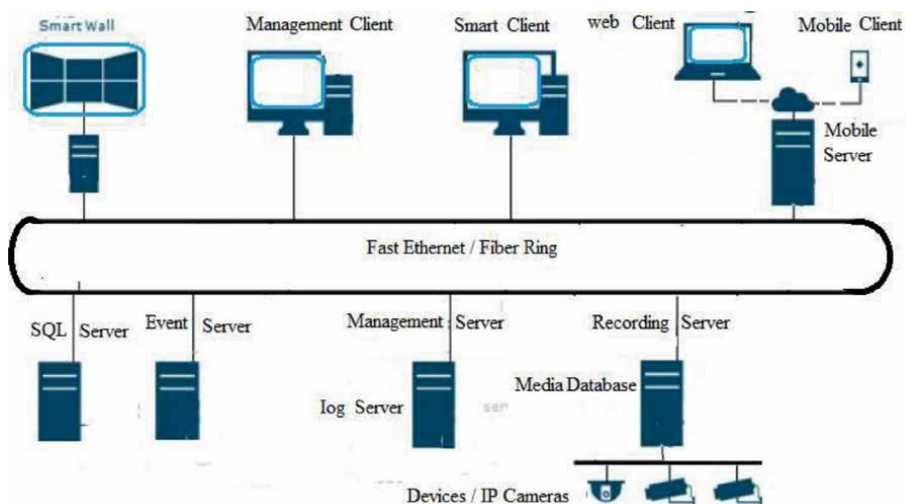 Smart Wall
Management Client
Smart Client
web Client
Mobile Client
Mobile
Server
Fast Ethernet / Fiber Ring
SQL Server
Event Server
Management Server
Recording Server
Media Database
log Server
ser
Devices / IP Cameras